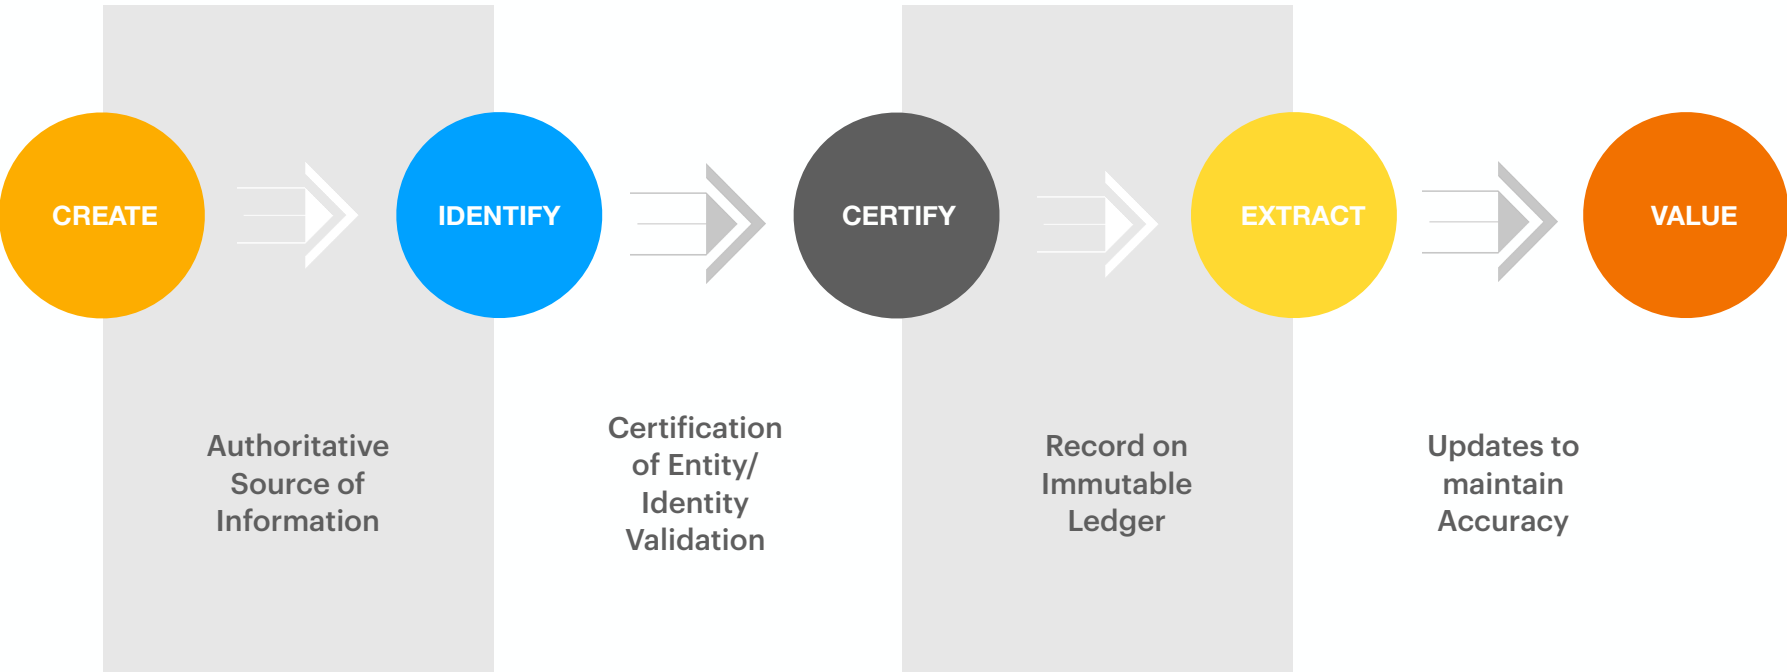 CREATE
IDENTIFY
CERTIFY
EXTRACT
VALUE
Authoritative
Source of
Information
Certification
of Entity/
Identity
Validation
Record on
Immutable
Ledger
Updates to
maintain
Accuracy